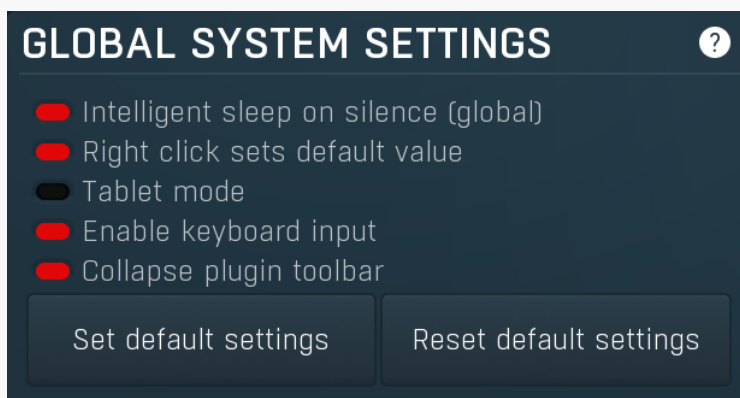 GLOBAL SYSTEM SETTINGS ?
Intelligent sleep on silence (global)
Right click sets default value
Tablet mode
Enable keyboard input
Collapse plugin toolbar
Set default settings Reset default settings